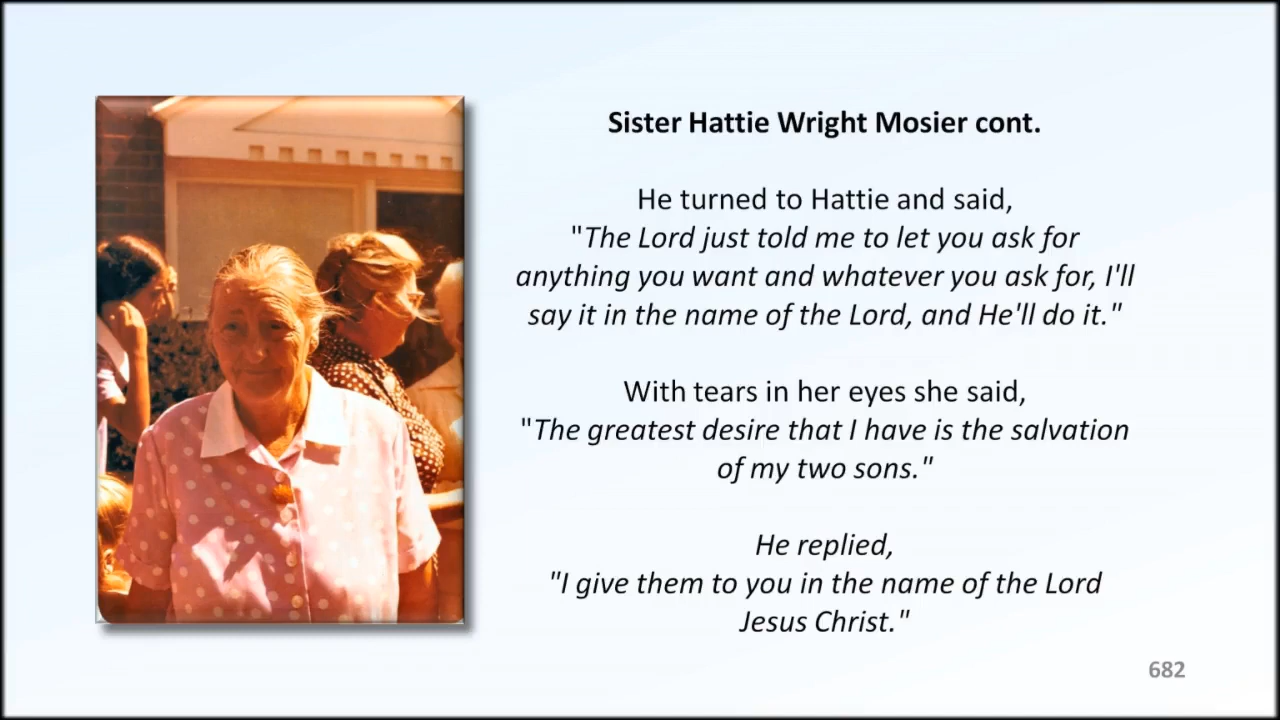 Sister Hattie Wright Mosier cont.
He turned to Hattie and said,
"The Lord just told me to let you ask for
anything you want and whatever you ask for, I'll
say it in the name of the Lord, and He'll do it."
With tears in her eyes she said,
"The greatest desire that I have is the salvation
of my two sons."
He replied,
"I give them to you in the name of the Lord
Jesus Christ."
682